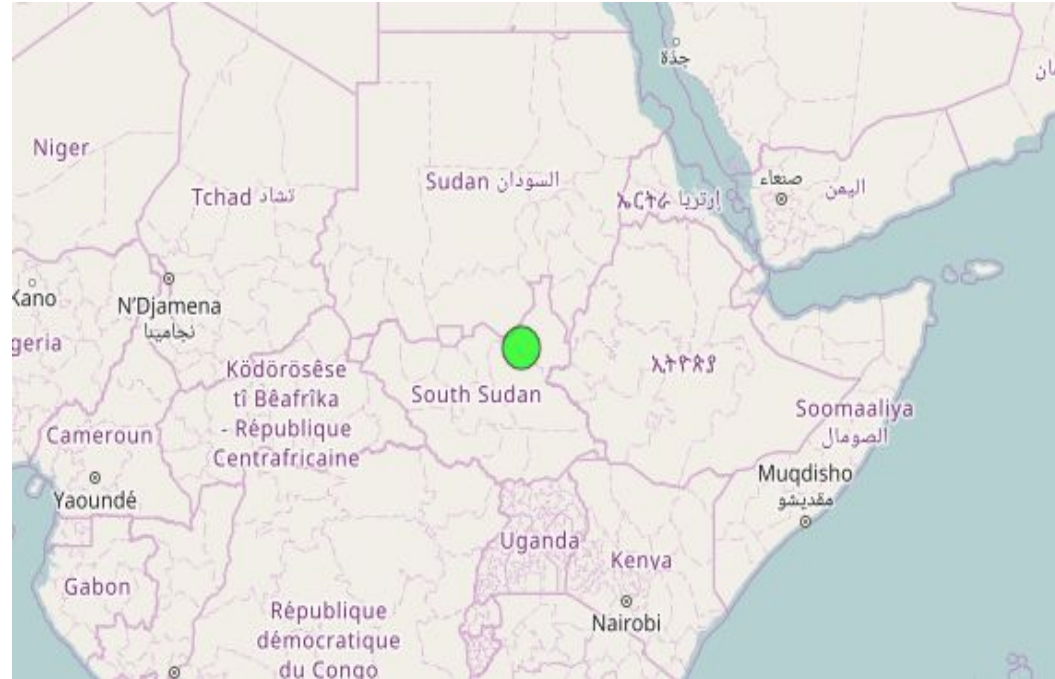 جدّة
Niger
Tchad تشاد
Sudan السودان
ኤርትራ إرتريا
صنعاء
اليمن
Kano
N'Djamena
نجامينا
geria
Ködörösêse
tî Bêafrîka
- République
Centrafricaine
South Sudan
ኢትዮጵያ
Soomaaliya
الصومال
Cameroun
Yaoundé
Muqdisho
مقديشو
Uganda
Kenya
Gabon
Nairobi
République
démocratique
du Congo